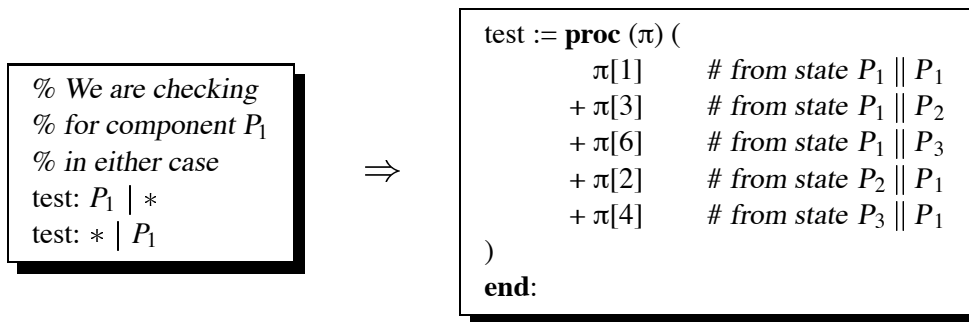 % We are checking
% for component P₁
% in either case
test: P₁ | *
test: * | P₁
⇒
test := proc (π) (
π[1] # from state P₁ || P₁
+ π[3] # from state P₁ || P₂
+ π[6] # from state P₁ || P₃
+ π[2] # from state P₂ || P₁
+ π[4] # from state P₃ || P₁
)
end: